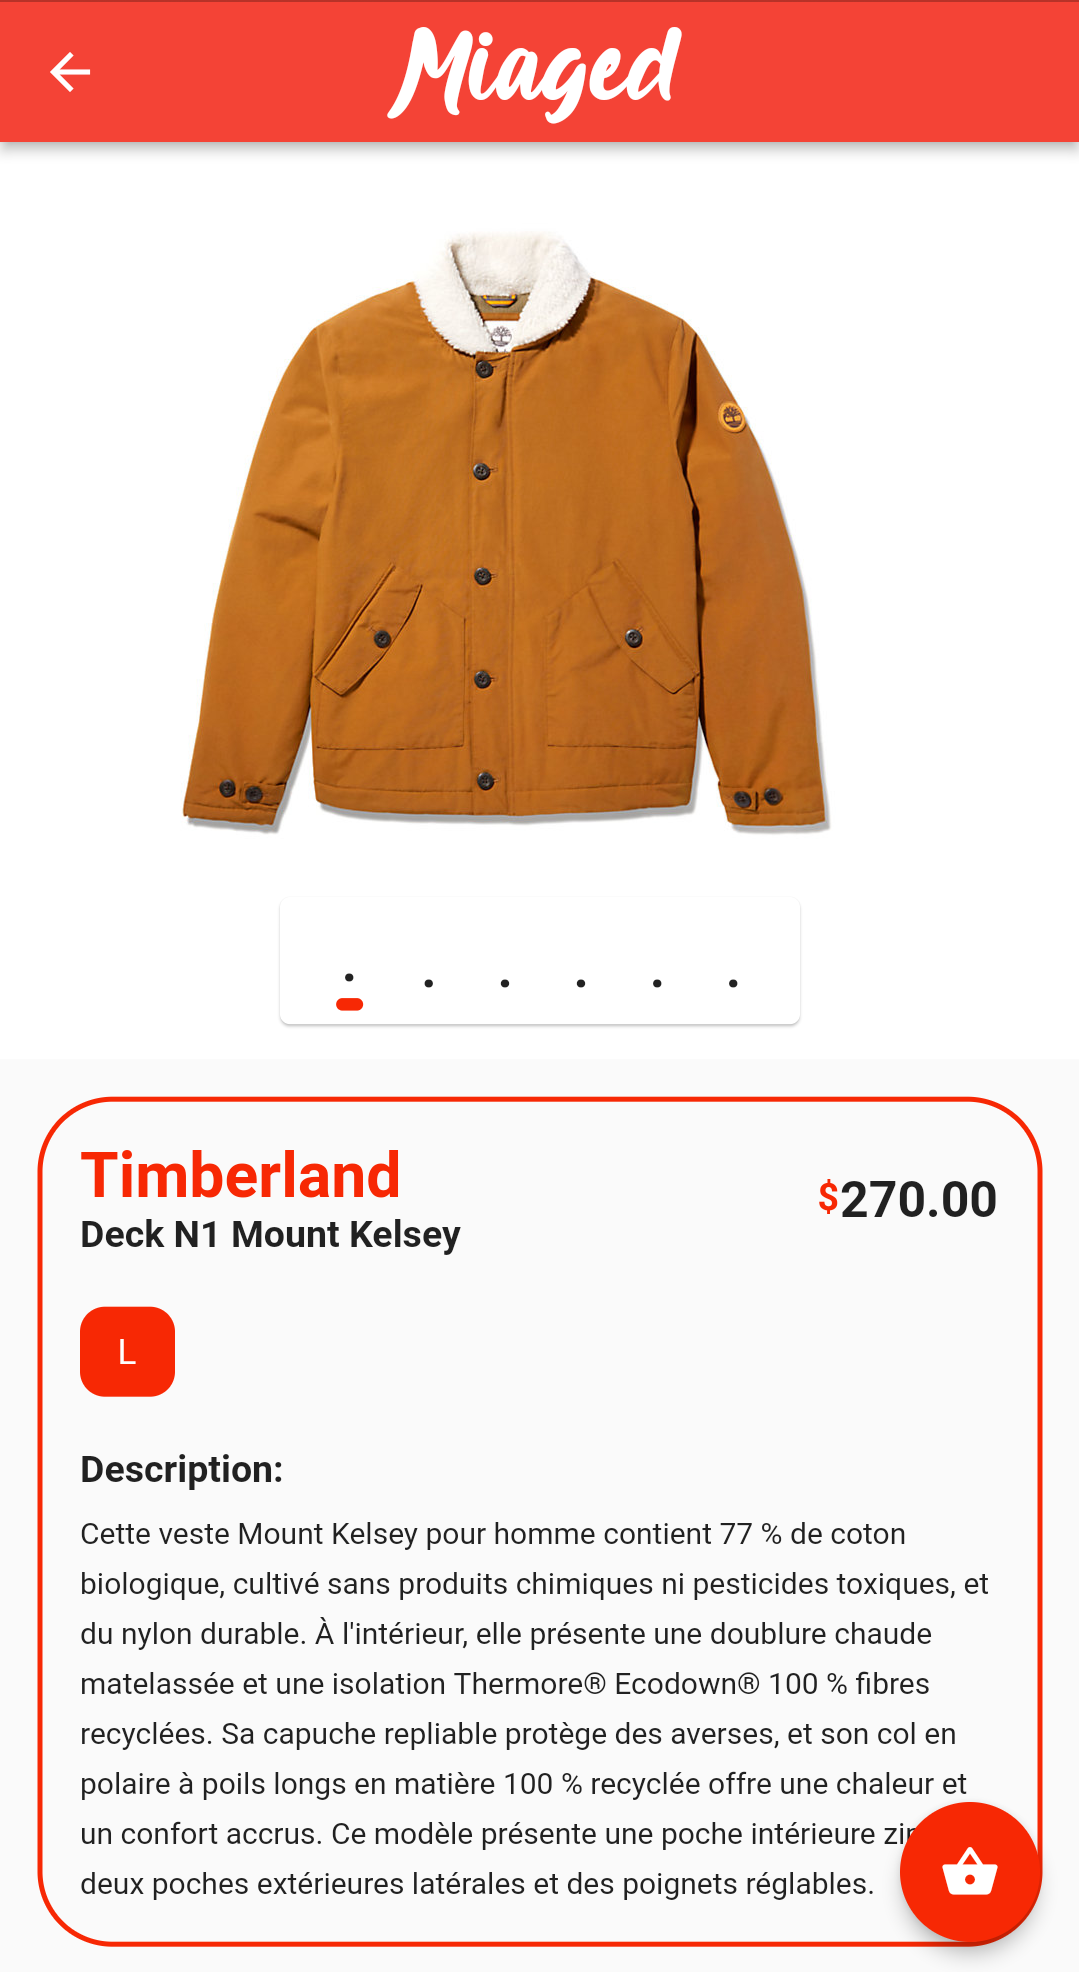 Miaged
Timberland
$270.00
Deck N1 Mount Kelsey
L
Description:
Cette veste Mount Kelsey pour homme contient 77 % de coton
biologique, cultivé sans produits chimiques ni pesticides toxiques, et
du nylon durable. À l'intérieur, elle présente une doublure chaude
matelassée et une isolation Thermore® Ecodown® 100 % fibres
recyclées. Sa capuche repliable protège des averses, et son col en
polaire à poils longs en matière 100 % recyclée offre une chaleur et
un confort accrus. Ce modèle présente une poche intérieure
deux poches extérieures latérales et des poignets réglables.